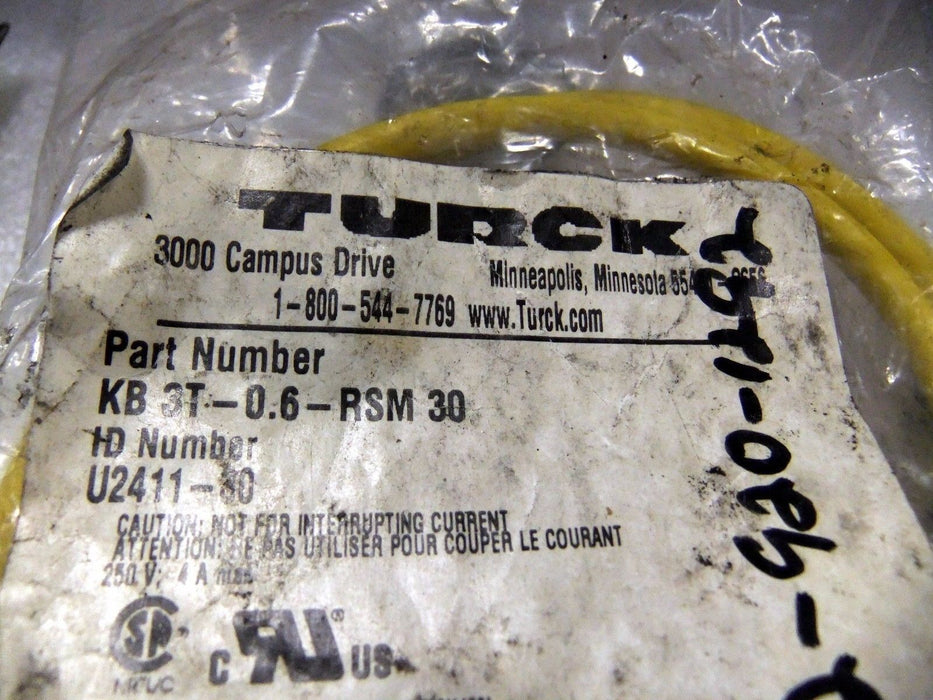 TURCK
3000 Campus Drive Minneapolis, Minnesota
1-800-544-7769 www.Turck.com
Part Number
KB 3T-0.6-RSM 30
ID Number
CAUTION: NOT FOR INTERRUPTING CURRENT
ATTENTION: NE PAS UTILISER POUR COUPER LE COURANT
250 V; 4 A max
C US